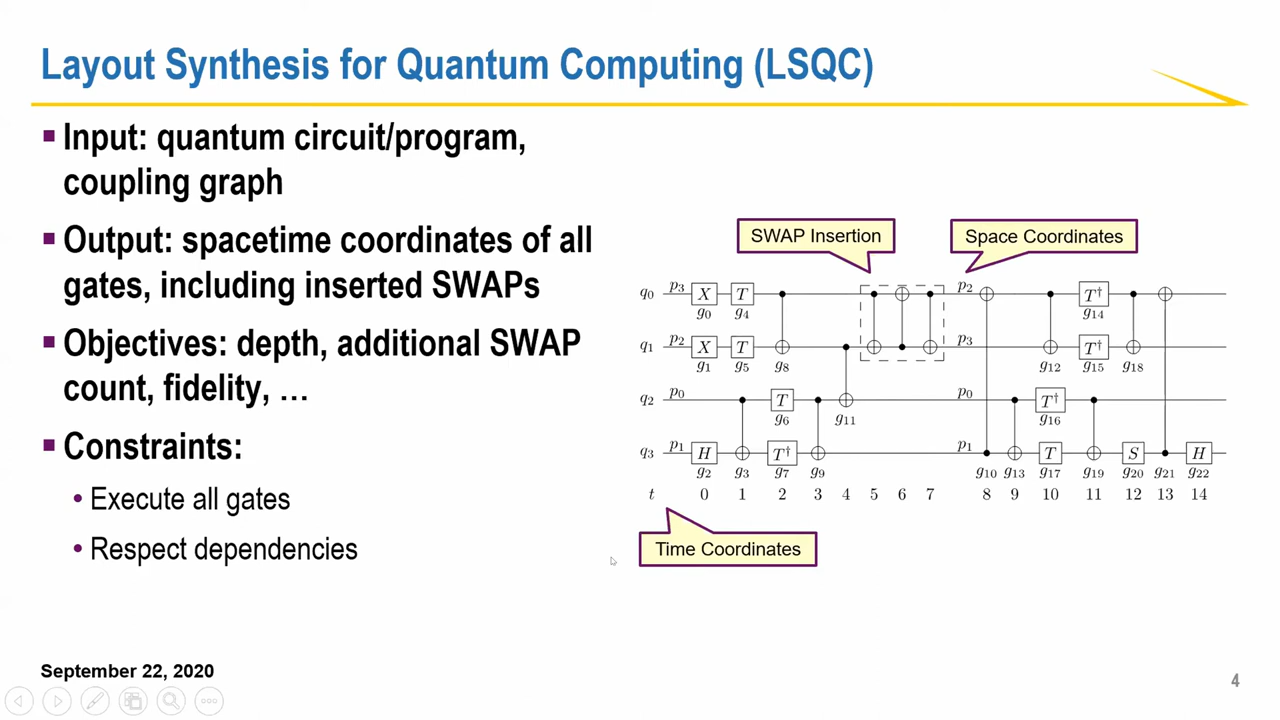 Layout Synthesis for Quantum Computing (LSQC)
▪ Input: quantum circuit/program,
coupling graph
▪ Output: spacetime coordinates of all
gates, including inserted SWAPs
▪ Objectives: depth, additional SWAP
count, fidelity, …
▪ Constraints:
• Execute all gates
• Respect dependencies
SWAP Insertion
Space Coordinates
q₀ p₃ X T p₂ T†
g₀ g₄ g₁₄
q₁ p₂ X T p₃ T†
g₁ g₅ g₈ g₁₂ g₁₅ g₁₈
q₂ p₀ T p₀ T†
g₆ g₁₁ g₁₆
q₃ p₁ H T† p₁ T S H
g₂ g₃ g₇ g₉ g₁₀ g₁₃ g₁₇ g₁₉ g₂₀ g₂₁ g₂₂
t 0 1 2 3 4 5 6 7 8 9 10 11 12 13 14
Time Coordinates
September 22, 2020
4